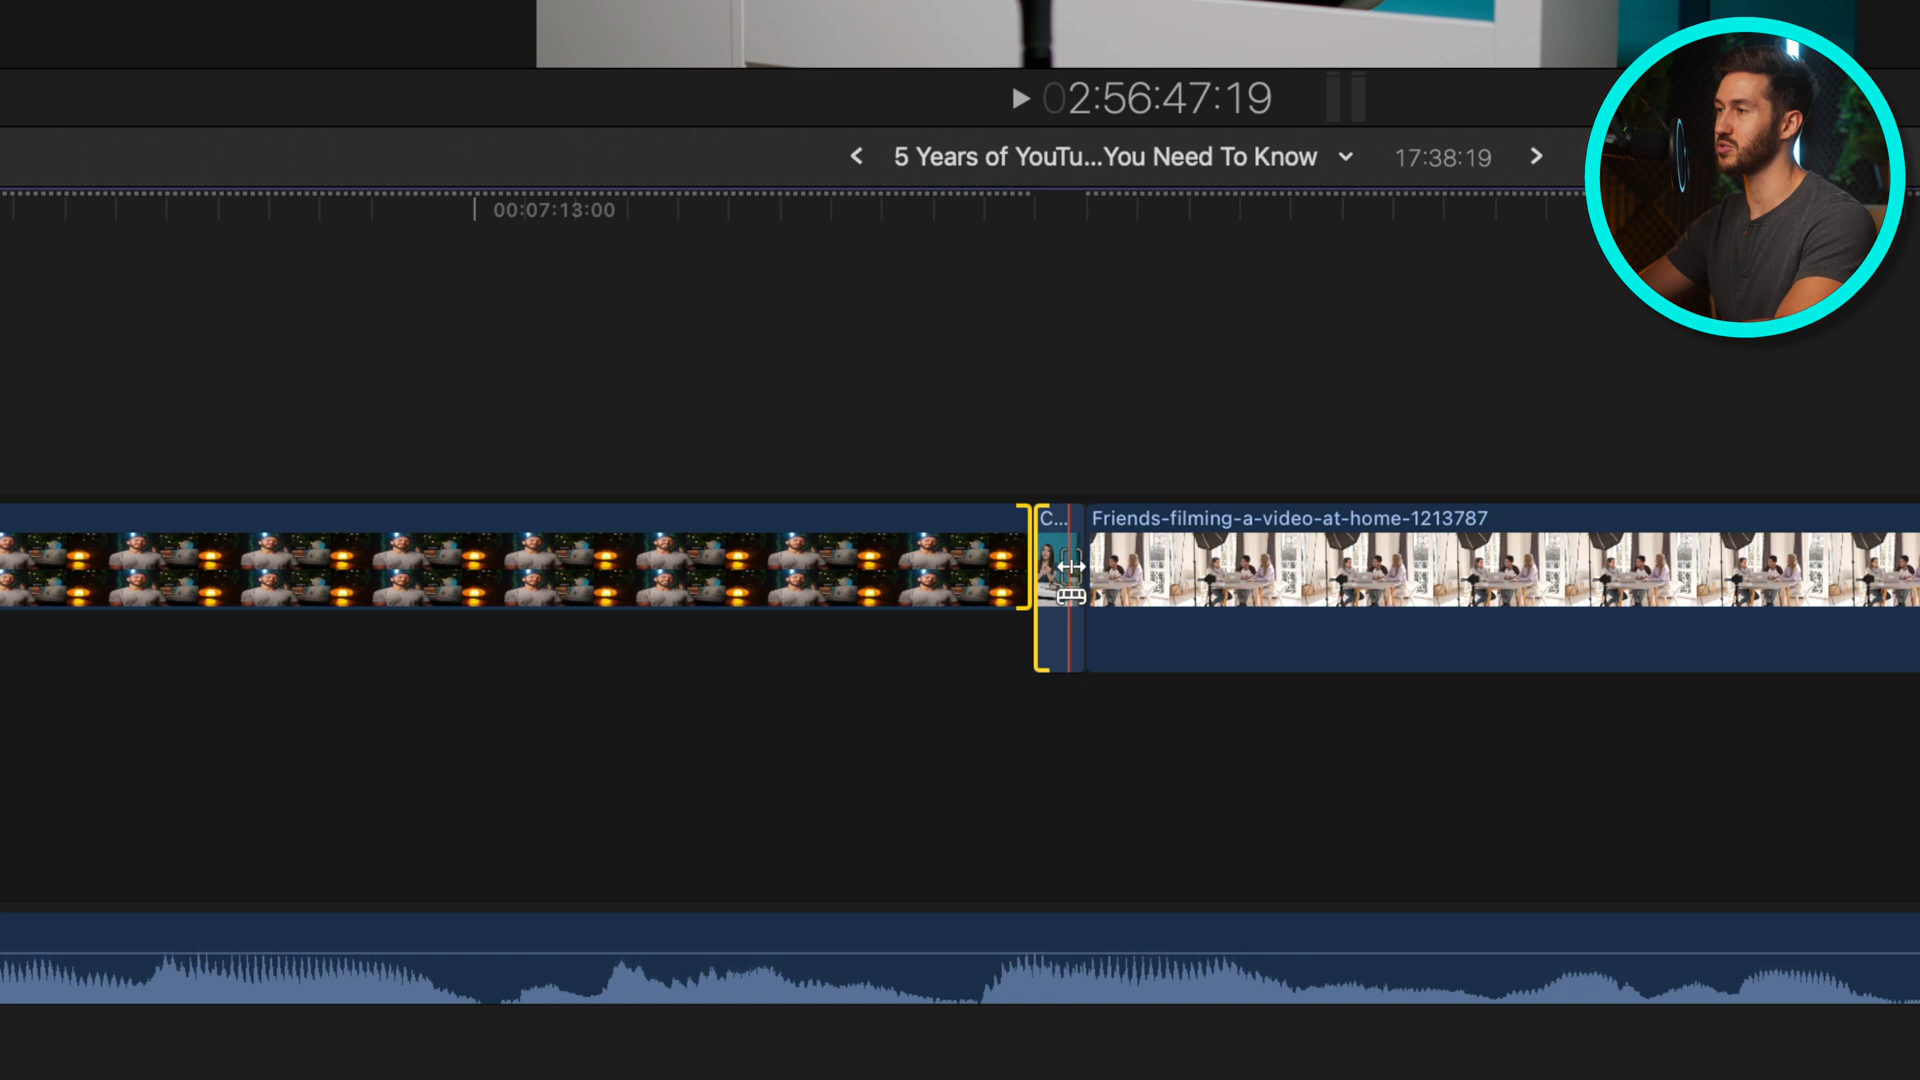 02:56:47:19
5 Years of YouTu...You Need To Know
17:38:19
00:07:13:00
C...
Friends-filming-a-video-at-home-1213787